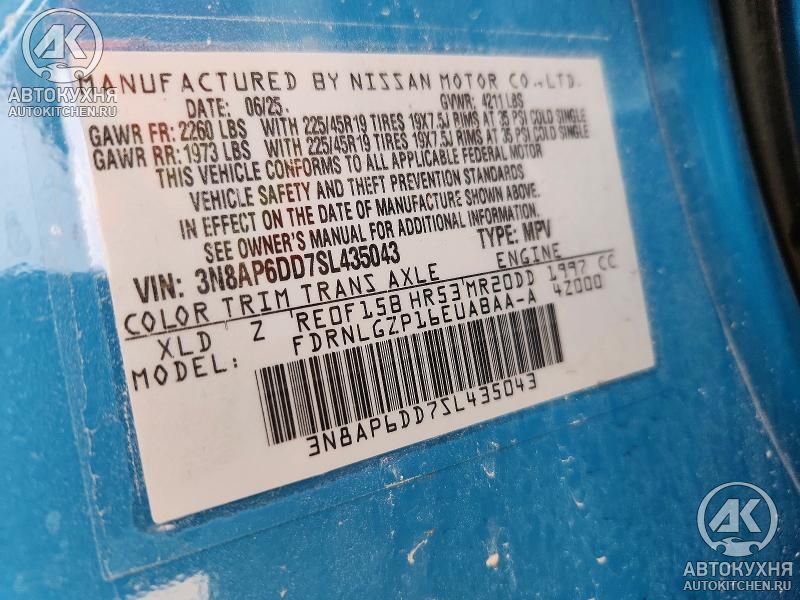 АК
АВТОКУХНЯ
AUTOKITCHEN.RU
MANUFACTURED BY NISSAN MOTOR CO.,LTD.
DATE: 06/25 GVWR: 4211 LBS
GAWR FR: 2260 LBS WITH 225/45R19 TIRES 19X7.5J RIMS AT 35 PSI COLD SINGLE
GAWR RR: 1973 LBS WITH 225/45R19 TIRES 19X7.5J RIMS AT 35 PSI COLD SINGLE
THIS VEHICLE CONFORMS TO ALL APPLICABLE FEDERAL MOTOR
VEHICLE SAFETY AND THEFT PREVENTION STANDARDS
IN EFFECT ON THE DATE OF MANUFACTURE SHOWN ABOVE.
SEE OWNER'S MANUAL FOR ADDITIONAL INFORMATION.
VIN: 3N8AP6DD7SL435043 TYPE: MPV
COLOR TRIM TRANS AXLE ENGINE
XLD Z RE0F15B HR53 MR20DD 1997 CC
MODEL: FDRNLGZP16EUABAA-A 42000
3N8AP6DD7SL435043
АК
АВТОКУХНЯ
AUTOKITCHEN.RU